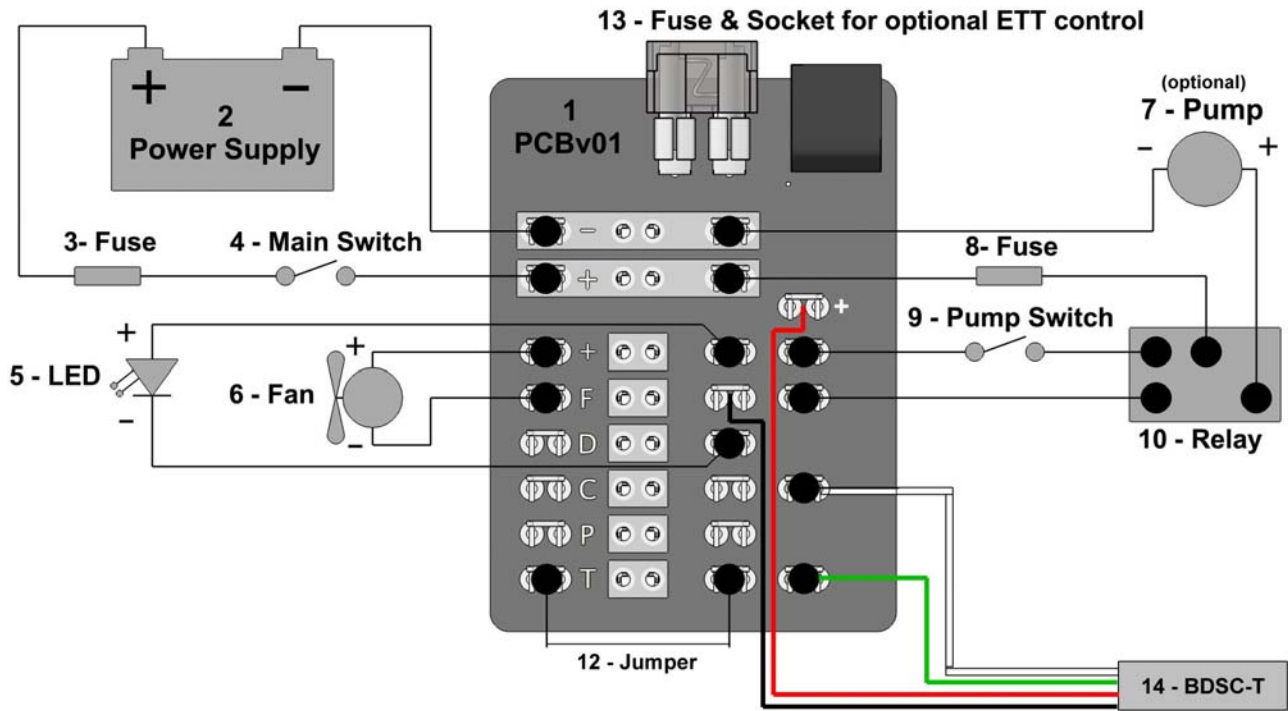 13 - Fuse & Socket for optional ETT control
+
-
2
Power Supply
1
PCBv01
(optional)
7 - Pump
-
+
3- Fuse
4 - Main Switch
-
+
8- Fuse
+
9 - Pump Switch
+
5 - LED
-
+
6 - Fan
-
+
F
D
C
P
T
10 - Relay
12 - Jumper
14 - BDSC-T